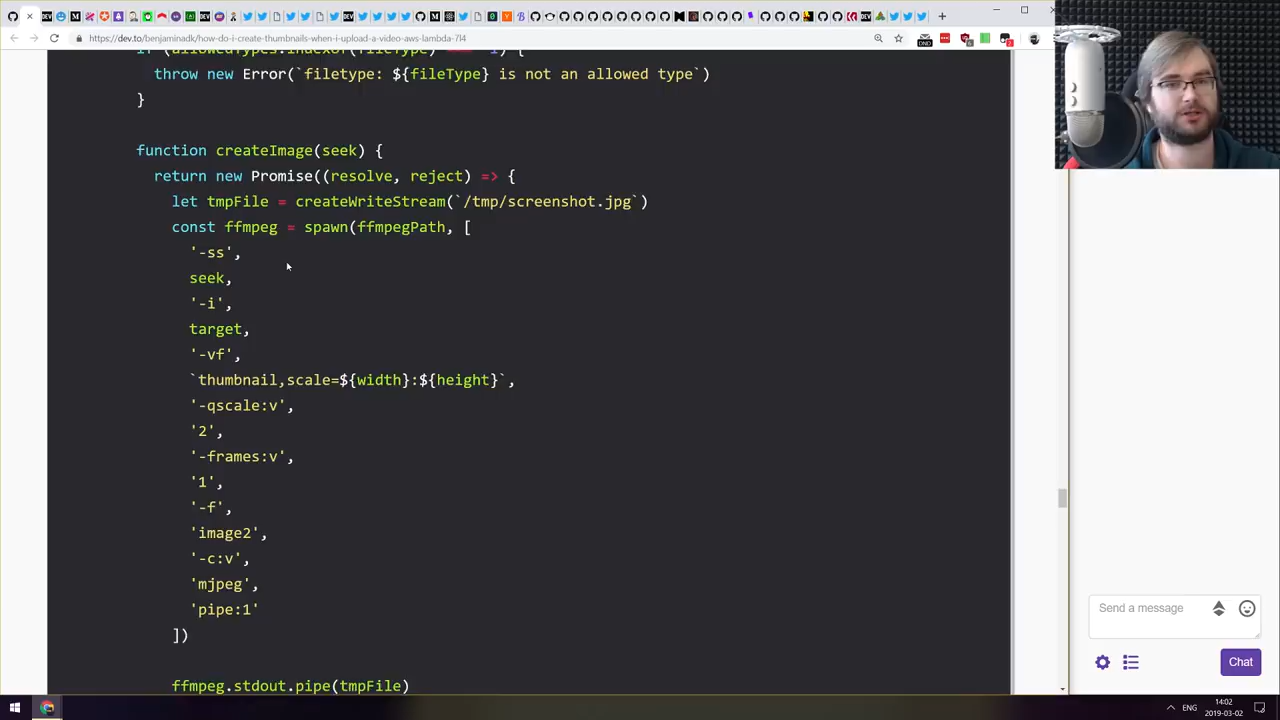 https://dev.to/benjaminadk/how-do-i-create-thumbnails-when-i-upload-a-video-aws-lambda-7l4
throw new Error(`filetype: ${fileType} is not an allowed type`)
}
function createImage(seek) {
return new Promise((resolve, reject) => {
let tmpFile = createWriteStream(`/tmp/screenshot.jpg`)
const ffmpeg = spawn(ffmpegPath, [
'-ss',
seek,
'-i',
target,
'-vf',
`thumbnail,scale=${width}:${height}`,
'-qscale:v',
'2',
'-frames:v',
'1',
'-f',
'image2',
'-c:v',
'mjpeg',
'pipe:1'
])
ffmpeg.stdout.pipe(tmpFile)
Send a message
Chat
ENG
14:02
2019-03-02